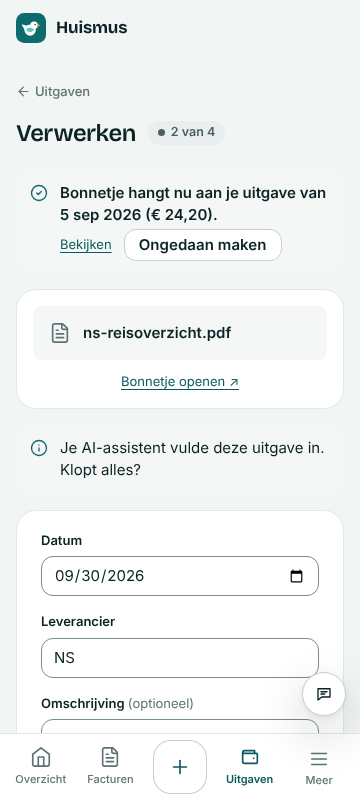 Huismus
← Uitgaven
Verwerken
2 van 4
Bonnetje hangt nu aan je uitgave van
5 sep 2026 (€ 24,20).
Bekijken
Ongedaan maken
ns-reisoverzicht.pdf
Bonnetje openen ↗
Je AI-assistent vulde deze uitgave in.
Klopt alles?
Datum
09/30/2026
Leverancier
NS
Omschrijving (optioneel)
Overzicht
Facturen
Uitgaven
Meer